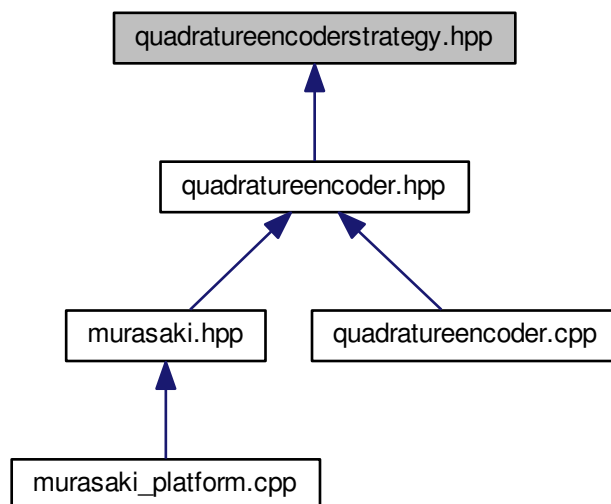 quadratureencoderstrategy.hpp
quadratureencoder.hpp
murasaki.hpp
quadratureencoder.cpp
murasaki_platform.cpp